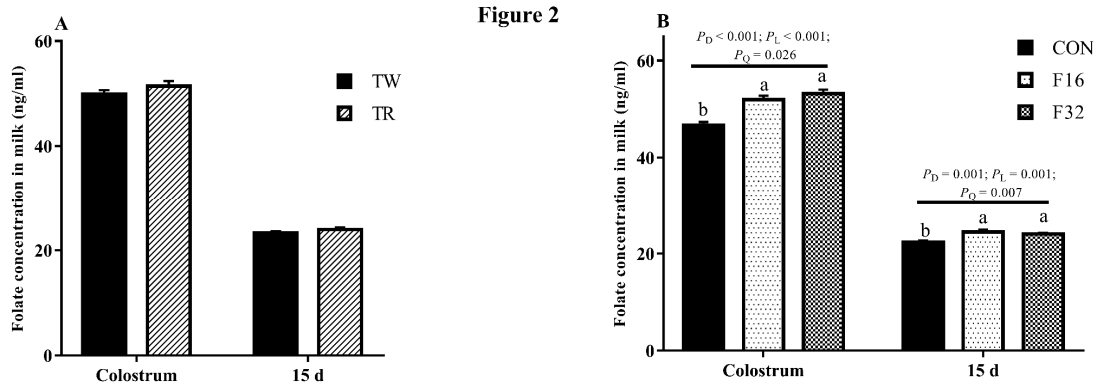 Figure 2
A
Folate concentration in milk (ng/ml)
60
40
20
0
TW
TR
Colostrum
15 d
B
Folate concentration in milk (ng/ml)
60
40
20
0
P_D < 0.001; P_L < 0.001;
P_Q = 0.026
b
a
a
P_D = 0.001; P_L = 0.001;
P_Q = 0.007
b
a
a
CON
F16
F32
Colostrum
15 d